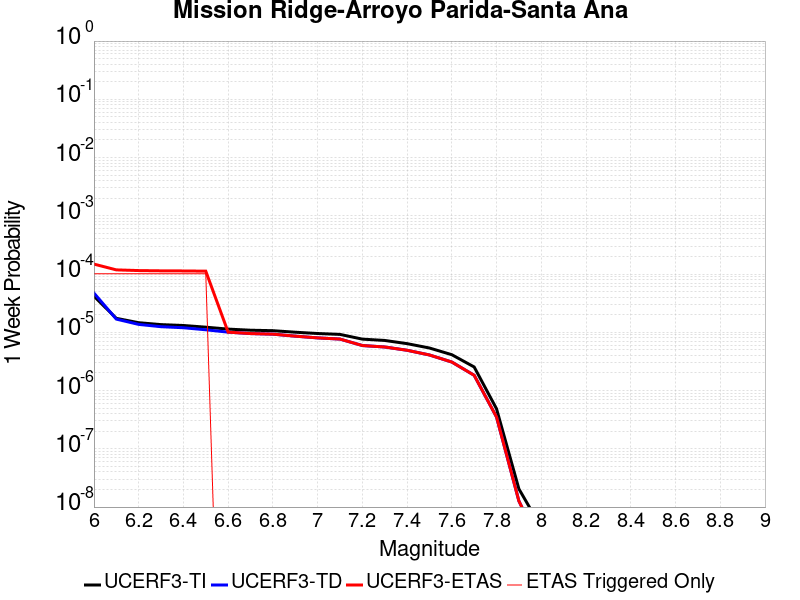 Mission Ridge-Arroyo Parida-Santa Ana
10^0
10^-1
10^-2
10^-3
10^-4
10^-5
10^-6
10^-7
10^-8
1 Week Probability
6 6.2 6.4 6.6 6.8 7 7.2 7.4 7.6 7.8 8 8.2 8.4 8.6 8.8 9
Magnitude
UCERF3-TI UCERF3-TD UCERF3-ETAS ETAS Triggered Only